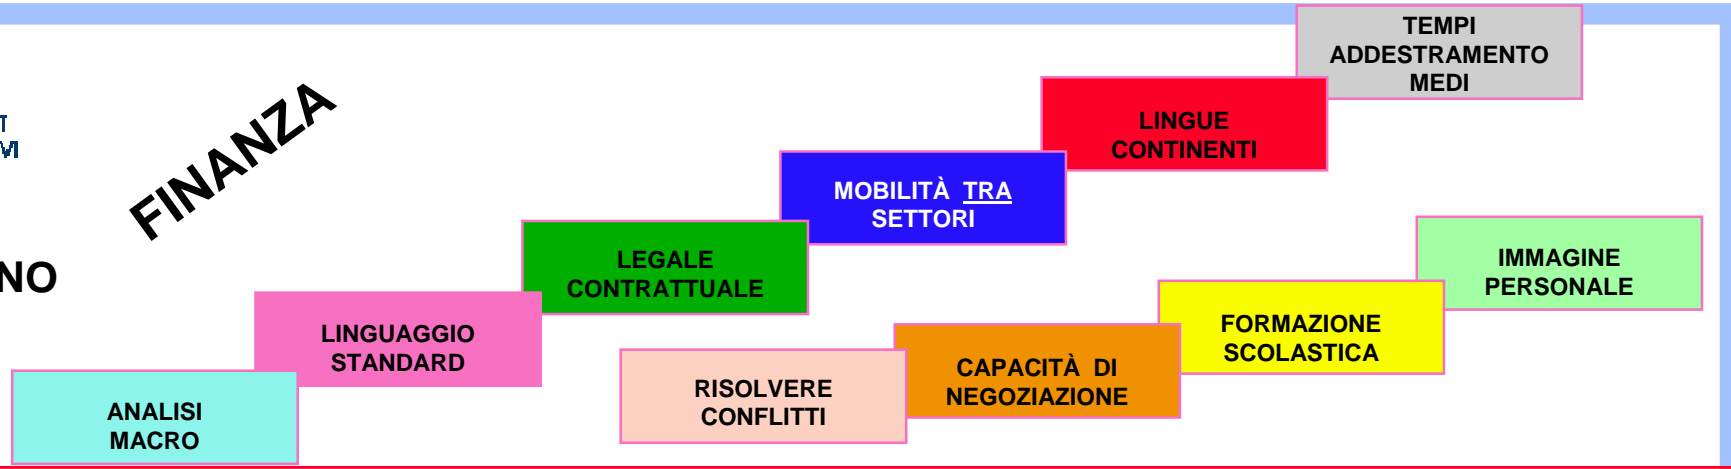 TEMPI
ADDESTRAMENTO
MEDI
FINANZA
LINGUE
CONTINENTI
MOBILITÀ TRA
SETTORI
LEGALE
CONTRATTUALE
IMMAGINE
PERSONALE
NO
LINGUAGGIO
STANDARD
FORMAZIONE
SCOLASTICA
CAPACITÀ DI
NEGOZIAZIONE
RISOLVERE
CONFLITTI
ANALISI
MACRO